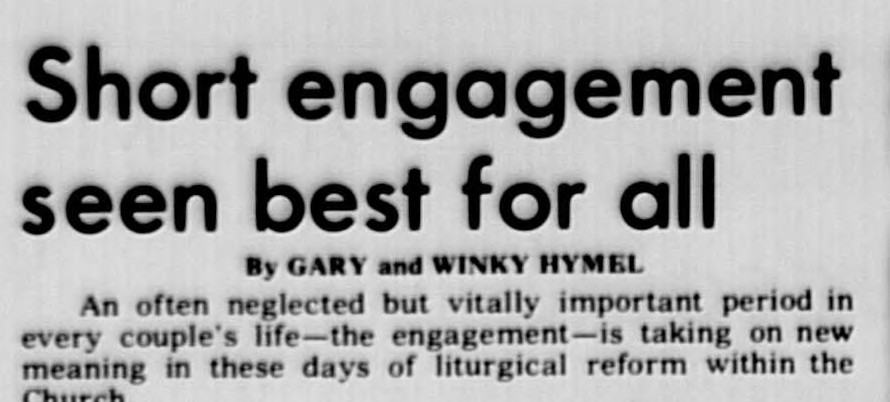 Short engagement
seen best for all
By GARY and WINKY HYMEL
An often neglected but vitally important period in
every couple's life—the engagement—is taking on new
meaning in these days of liturgical reform within the
Church